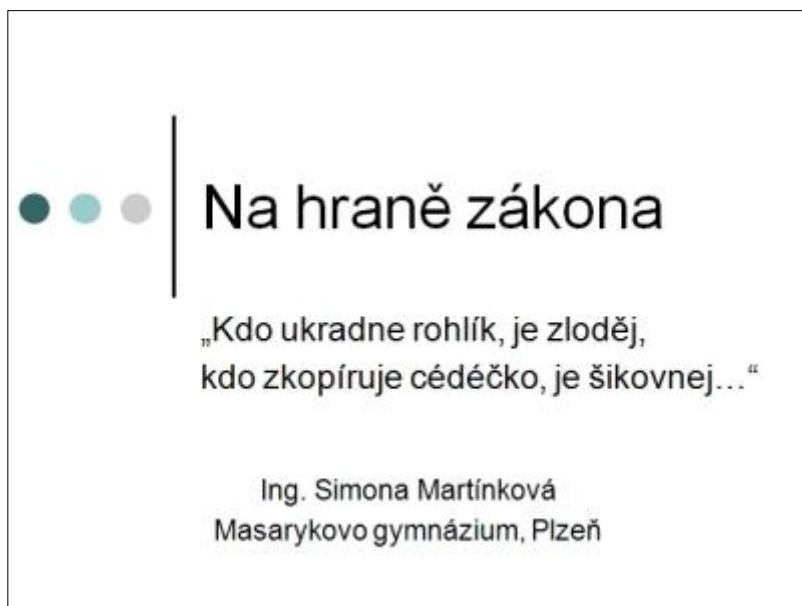 Na hraně zákona
„Kdo ukradne rohlík, je zloděj,
kdo zkopíruje cédéčko, je šikovnej…“
Ing. Simona Martínková
Masarykovo gymnázium, Plzeň